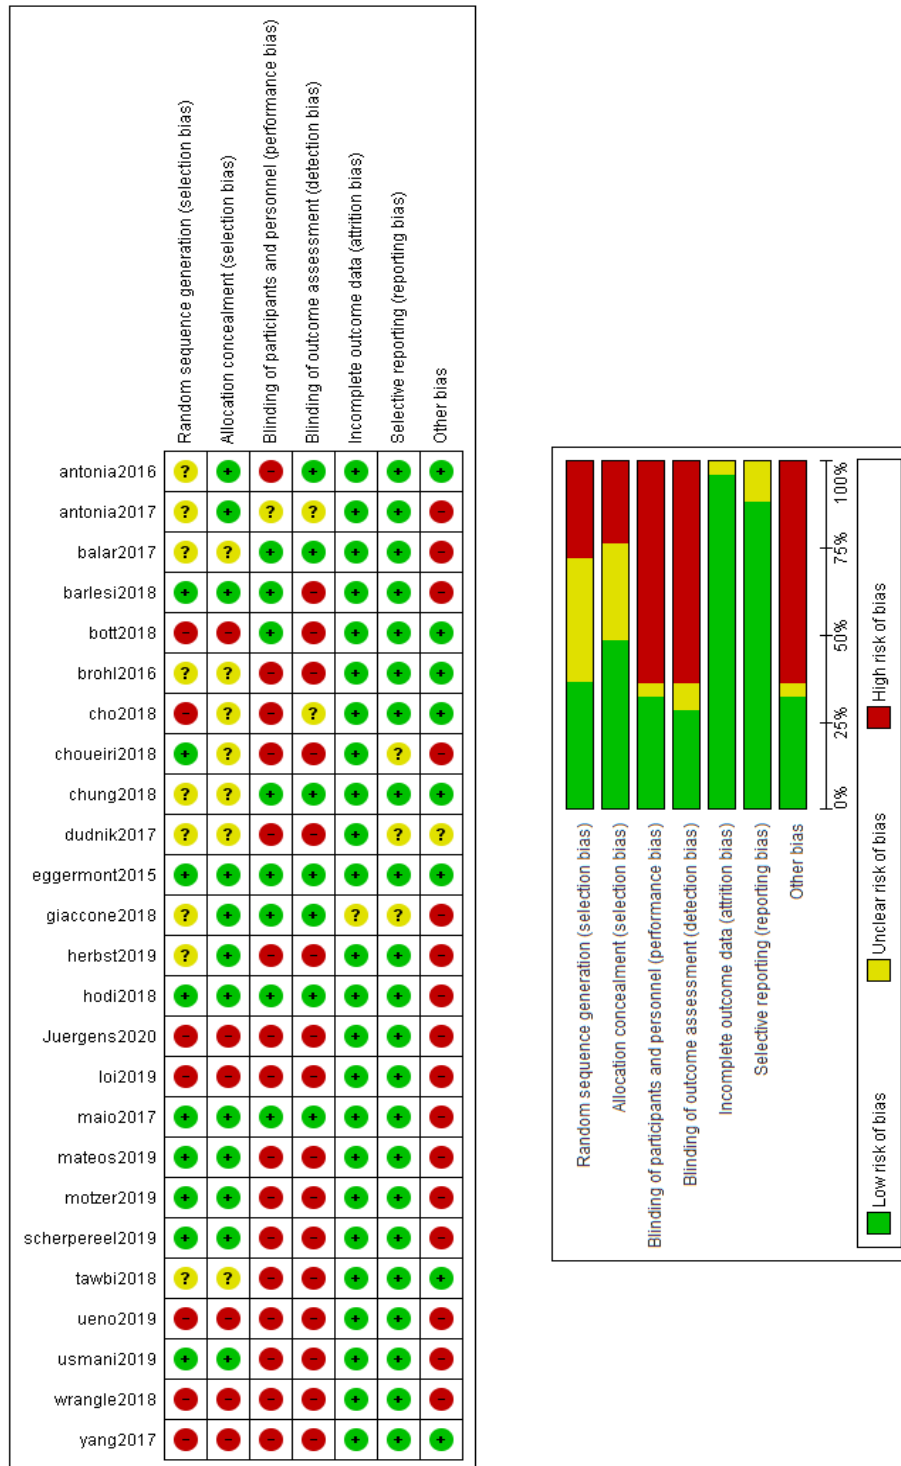 Random sequence generation (selection bias)
Allocation concealment (selection bias)
Blinding of participants and personnel (performance bias)
Blinding of outcome assessment (detection bias)
Incomplete outcome data (attrition bias)
Selective reporting (reporting bias)
Other bias
antonia2016 ? + - + + + +
antonia2017 ? + ? ? + + -
balar2017 ? ? + + + + -
barlesi2018 + + + - + + -
bott2018 - - + - + + +
brohl2016 ? ? - - + + +
cho2018 - ? - ? + + +
choueiri2018 + ? - - + ? -
chung2018 ? ? + + + + +
dudnik2017 ? ? - - + ? ?
eggermont2015 + + + + + + +
giaccone2018 ? + + + ? ? -
herbst2019 ? + - - + + -
hodi2018 + + + + + + -
Juergens2020 - - - - + + -
loi2019 - - - - + + -
maio2017 + + + + + + -
mateos2019 + + - - + + -
motzer2019 + + - - + + -
scherpereel2019 + + - - + + -
tawbi2018 ? ? - - + + +
ueno2019 - - - - + + -
usmani2019 + + - - + + -
wrangle2018 - - - - + + -
yang2017 - - - - + + +
Random sequence generation (selection bias)
Allocation concealment (selection bias)
Blinding of participants and personnel (performance bias)
Blinding of outcome assessment (detection bias)
Incomplete outcome data (attrition bias)
Selective reporting (reporting bias)
Other bias
0% 25% 50% 75% 100%
Low risk of bias
Unclear risk of bias
High risk of bias